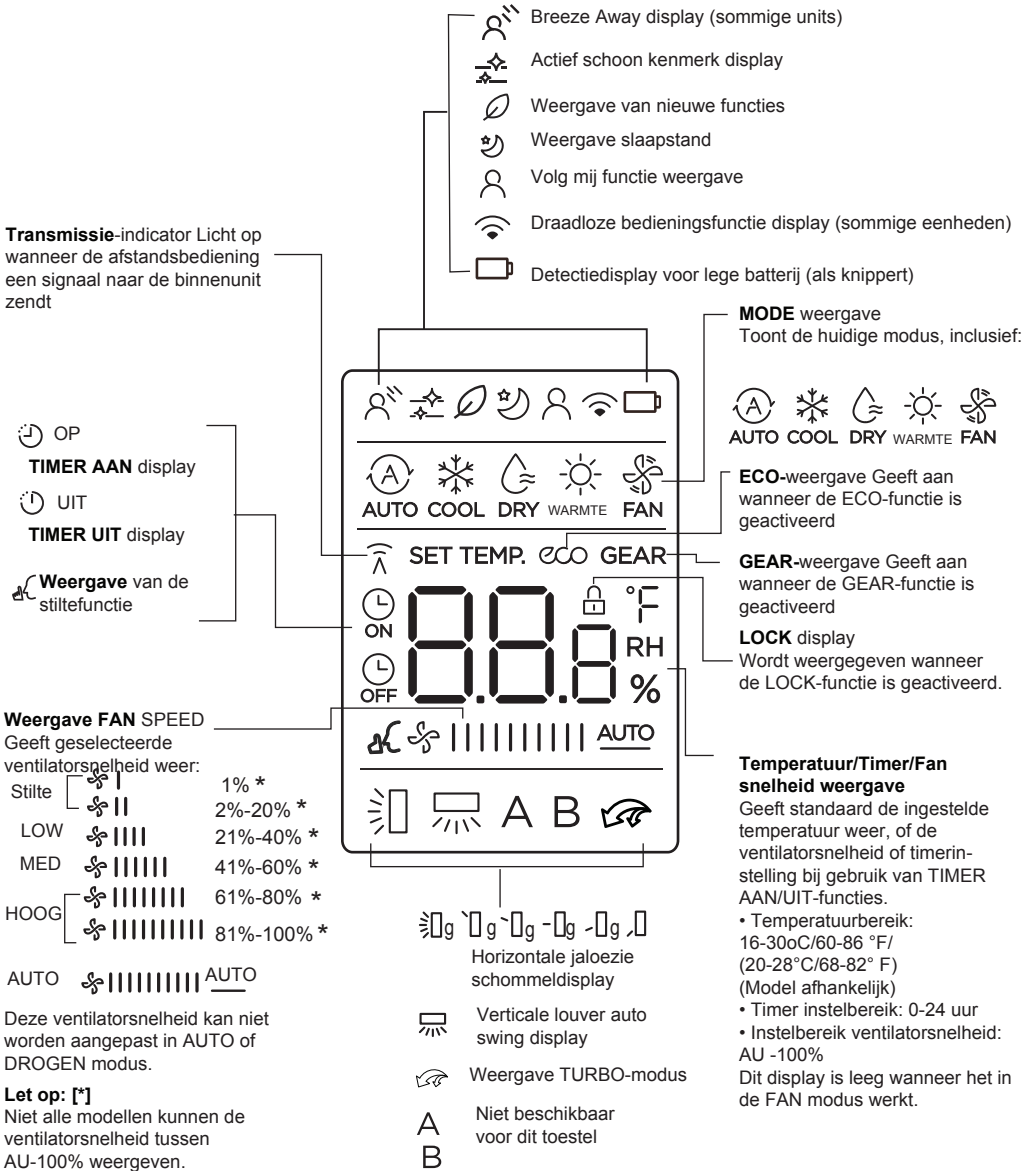 Breeze Away display (sommige units)
Actief schoon kenmerk display
Weergave van nieuwe functies
Weergave slaapstand
Volg mij functie weergave
Draadloze bedieningsfunctie display (sommige eenheden)
Detectiedisplay voor lege batterij (als knippert)
Transmissie-indicator Licht op
wanneer de afstandsbediening
een signaal naar de binnenunit
zendt
OP
TIMER AAN display
UIT
TIMER UIT display
Weergave van de
stiltefunctie
Weergave FAN SPEED
Geeft geselecteerde
ventilatorsnelheid weer:
Stilte
1% *
2%-20% *
LOW 21%-40% *
MED 41%-60% *
HOOG
61%-80% *
81%-100% *
AUTO AUTO
Deze ventilatorsnelheid kan niet
worden aangepast in AUTO of
DROGEN modus.
Let op: [*]
Niet alle modellen kunnen de
ventilatorsnelheid tussen
AU-100% weergeven.
A
AUTO COOL DRY WARMTE FAN
SET TEMP. eco GEAR
ON
OFF
88.8
°F
RH
%
AUTO
A B
g g g g g
Horizontale jaloezie
schommeldisplay
Verticale louver auto
swing display
Weergave TURBO-modus
A
B
Niet beschikbaar
voor dit toestel
MODE weergave
Toont de huidige modus, inclusief:
A
AUTO COOL DRY WARMTE FAN
ECO-weergave Geeft aan
wanneer de ECO-functie is
geactiveerd
GEAR-weergave Geeft aan
wanneer de GEAR-functie is
geactiveerd
LOCK display
Wordt weergegeven wanneer
de LOCK-functie is geactiveerd.
Temperatuur/Timer/Fan
snelheid weergave
Geeft standaard de ingestelde
temperatuur weer, of de
ventilatorsnelheid of timerin-
stelling bij gebruik van TIMER
AAN/UIT-functies.
• Temperatuurbereik:
16-30oC/60-86 °F/
(20-28°C/68-82° F)
(Model afhankelijk)
• Timer instelbereik: 0-24 uur
• Instelbereik ventilatorsnelheid:
AU -100%
Dit display is leeg wanneer het in
de FAN modus werkt.